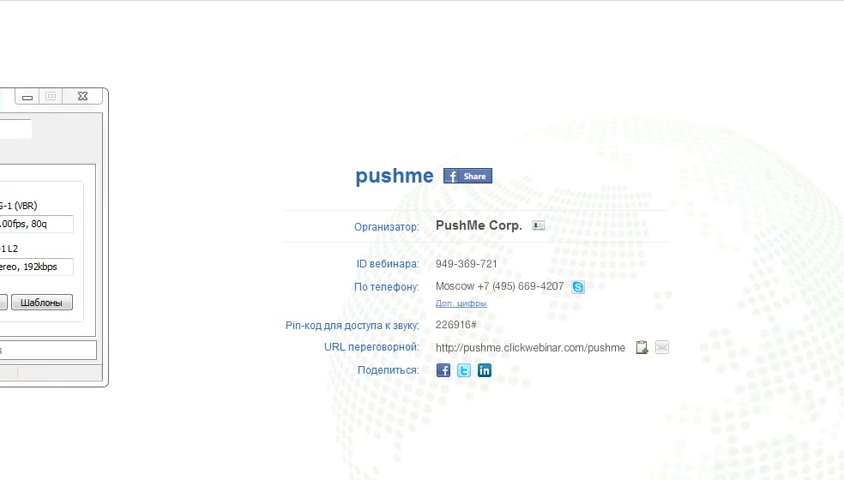 pushme
Share
Организатор: PushMe Corp.
G-1 (VBR)
.00fps, 80q
ereo, 192kbps
Шаблоны
ID вебинара: 949-369-721
По телефону: Moscow +7 (495) 669-4207
Доп. цифры
Pin-код для доступа к звуку: 226916#
URL переговорной: http://pushme.clickwebinar.com/pushme
Поделиться: